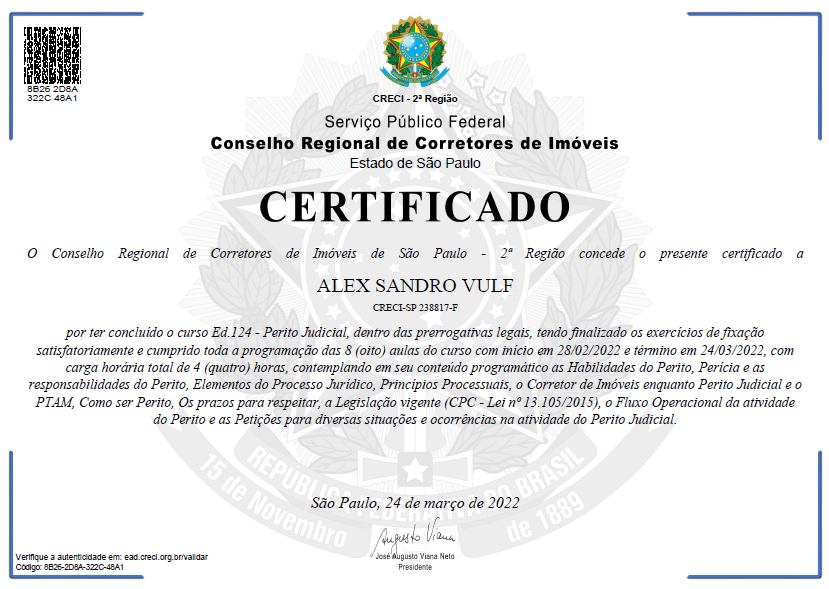 8B26 2D8A
322C 48A1
CRECI - 2ª Região
Serviço Público Federal
Conselho Regional de Corretores de Imóveis
Estado de São Paulo
CERTIFICADO
O Conselho Regional de Corretores de Imóveis de São Paulo - 2ª Região concede o presente certificado a
ALEX SANDRO VULF
CRECI-SP 238817-F
por ter concluído o curso Ed.124 - Perito Judicial, dentro das prerrogativas legais, tendo finalizado os exercícios de fixação
satisfatoriamente e cumprido toda a programação das 8 (oito) aulas do curso com início em 28/02/2022 e término em 24/03/2022, com
carga horária total de 4 (quatro) horas, contemplando em seu conteúdo programático as Habilidades do Perito, Perícia e as
responsabilidades do Perito, Elementos do Processo Jurídico, Princípios Processuais, o Corretor de Imóveis enquanto Perito Judicial e o
PTAM, Como ser Perito, Os prazos para respeitar, a Legislação vigente (CPC - Lei nº 13.105/2015), o Fluxo Operacional da atividade
do Perito e as Petições para diversas situações e ocorrências na atividade do Perito Judicial.
REPÚBLICA FEDERATIVA DO BRASIL
15 de Novembro de 1889
São Paulo, 24 de março de 2022
Augusto Viana
José Augusto Viana Neto
Presidente
Verifique a autenticidade em: ead.creci.org.br/validar
Código: 8B26-2D8A-322C-48A1